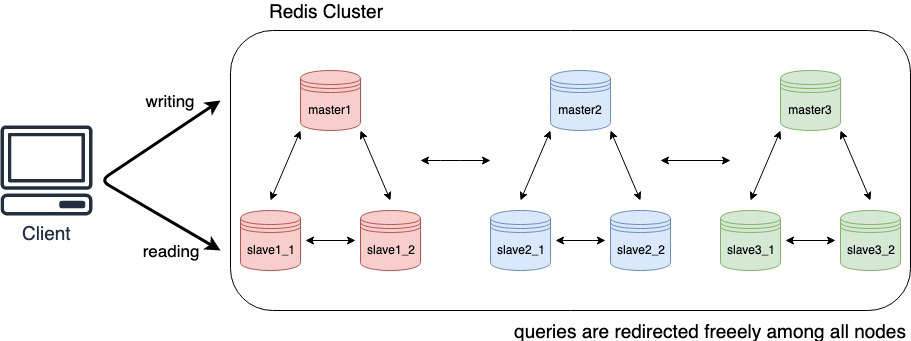 Redis Cluster
writing
master1
master2
master3
Client
reading
slave1_1
slave1_2
slave2_1
slave2_2
slave3_1
slave3_2
queries are redirected freeely among all nodes